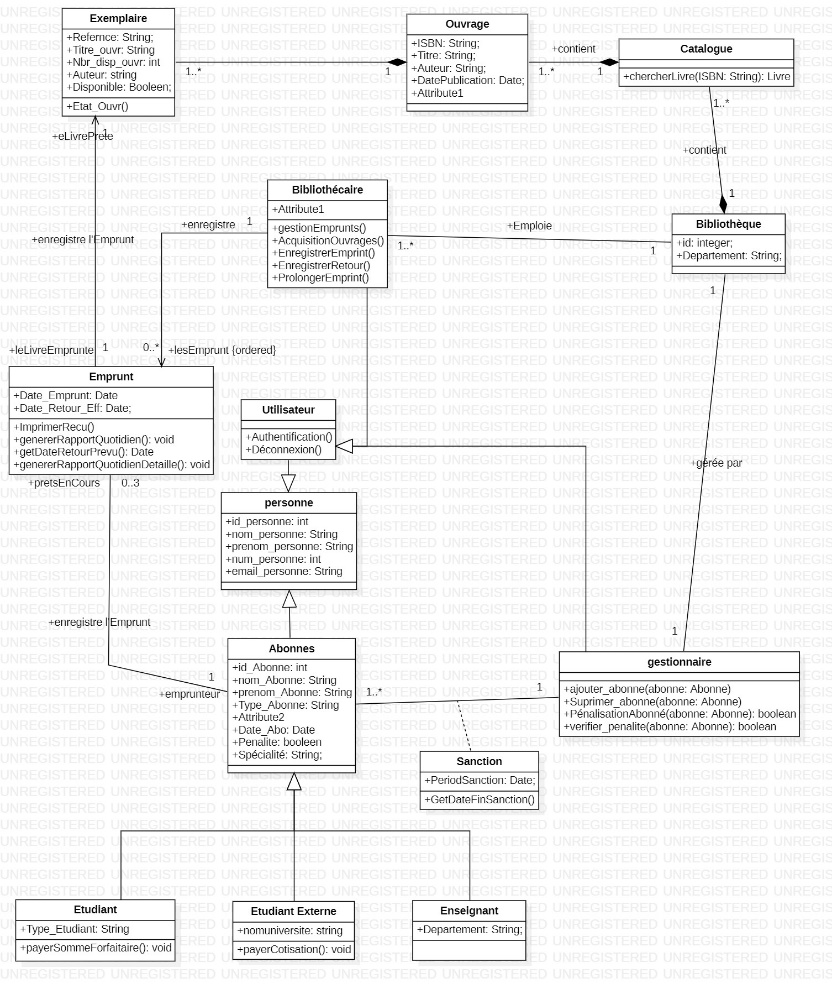 Exemplaire
+Refernce: String;
+Titre_ouvr: String
+Nbr_disp_ouvr: int
+Auteur: string
+Disponible: Booleen;
+Etat_Ouvr()
1..*
1
Ouvrage
+ISBN: String;
+Titre: String;
+Auteur: String;
+DatePublication: Date;
+Attribute1
+contient
1..*
1
Catalogue
+chercherLivre(ISBN: String): Livre
1..*
+contient
1
+eLivrePrete
1
Bibliothécaire
+Attribute1
+gestionEmprunts()
+AcquisitionOuvrages()
+EnregistrerEmprint()
+EnregistrerRetour()
+ProlongerEmprint()
+enregistre
1
+Emploie
1..*
1
Bibliothèque
+id: integer;
+Departement: String;
1
+enregistre l'Emprunt
+leLivreEmprunte
1
0..*
+lesEmprunt {ordered}
Emprunt
+Date_Emprunt: Date
+Date_Retour_Eff: Date;
+ImprimerRecu()
+genererRapportQuotidien(): void
+getDateRetourPrevu(): Date
+genererRapportQuotidienDetaille(): void
+pretsEnCours
0..3
Utilisateur
+Authentification()
+Déconnexion()
+gérée par
personne
+id_personne: int
+nom_personne: String
+prenom_personne: String
+num_personne: int
+email_personne: String
+enregistre l'Emprunt
1
+emprunteur
Abonnes
+id_Abonne: int
+nom_Abonne: String
+prenom_Abonne: String
+Type_Abonne: String
+Attribute2
+Date_Abo: Date
+Penalite: booleen
+Spécialité: String;
1..*
1
1
gestionnaire
+ajouter_abonne(abonne: Abonne)
+Suprimer_abonne(abonne: Abonne)
+PénalisationAbonné(abonne: Abonne): boolean
+verifier_penalite(abonne: Abonne): boolean
Sanction
+PeriodSanction: Date;
+GetDateFinSanction()
Etudiant
+Type_Etudiant: String
+payerSommeForfaitaire(): void
Etudiant Externe
+nomuniversite: string
+payerCotisation(): void
Enseignant
+Departement: String;
UNREGISTERED